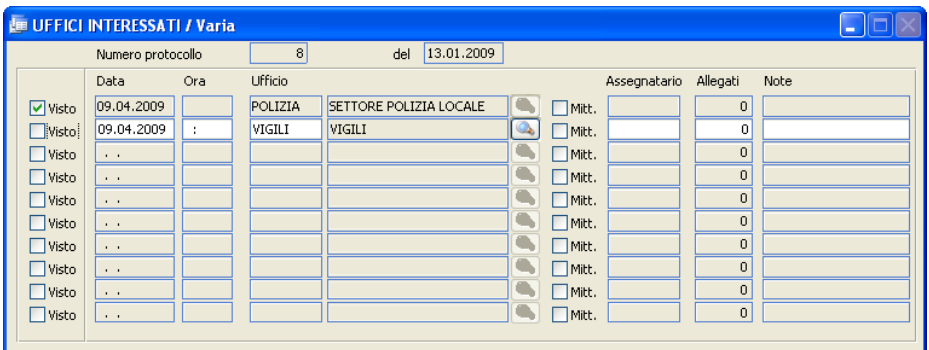 UFFICI INTERESSATI / Varia
Numero protocollo 8 del 13.01.2009
Data Ora Ufficio Assegnatario Allegati Note
Visto 09.04.2009 POLIZIA SETTORE POLIZIA LOCALE Mitt. 0
Visto 09.04.2009 : VIGILI VIGILI Mitt. 0
Visto . . Mitt. 0
Visto . . Mitt. 0
Visto . . Mitt. 0
Visto . . Mitt. 0
Visto . . Mitt. 0
Visto . . Mitt. 0
Visto . . Mitt. 0
Visto . . Mitt. 0